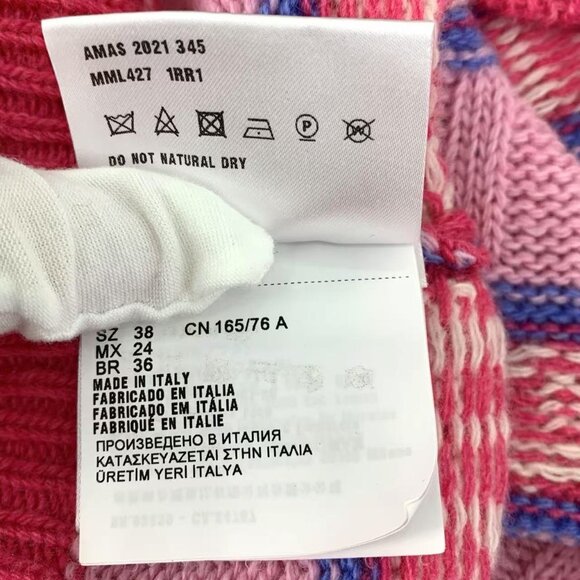 AMAS 2021 345
MML427 1RR1
P
W
DO NOT NATURAL DRY
SZ 38 CN 165/76 A
MX 24
BR 36
MADE IN ITALY
FABRICADO EN ITALIA
FABRICADO EM ITÁLIA
FABRIQUÉ EN ITALIE
ПРОИЗВЕДЕНО В ИТАЛИЯ
ΚΑΤΑΣΚΕΥΑΖΕΤΑΙ ΣΤΗΝ ΙΤΑΛΙΑ
ÜRETİM YERİ İTALYA